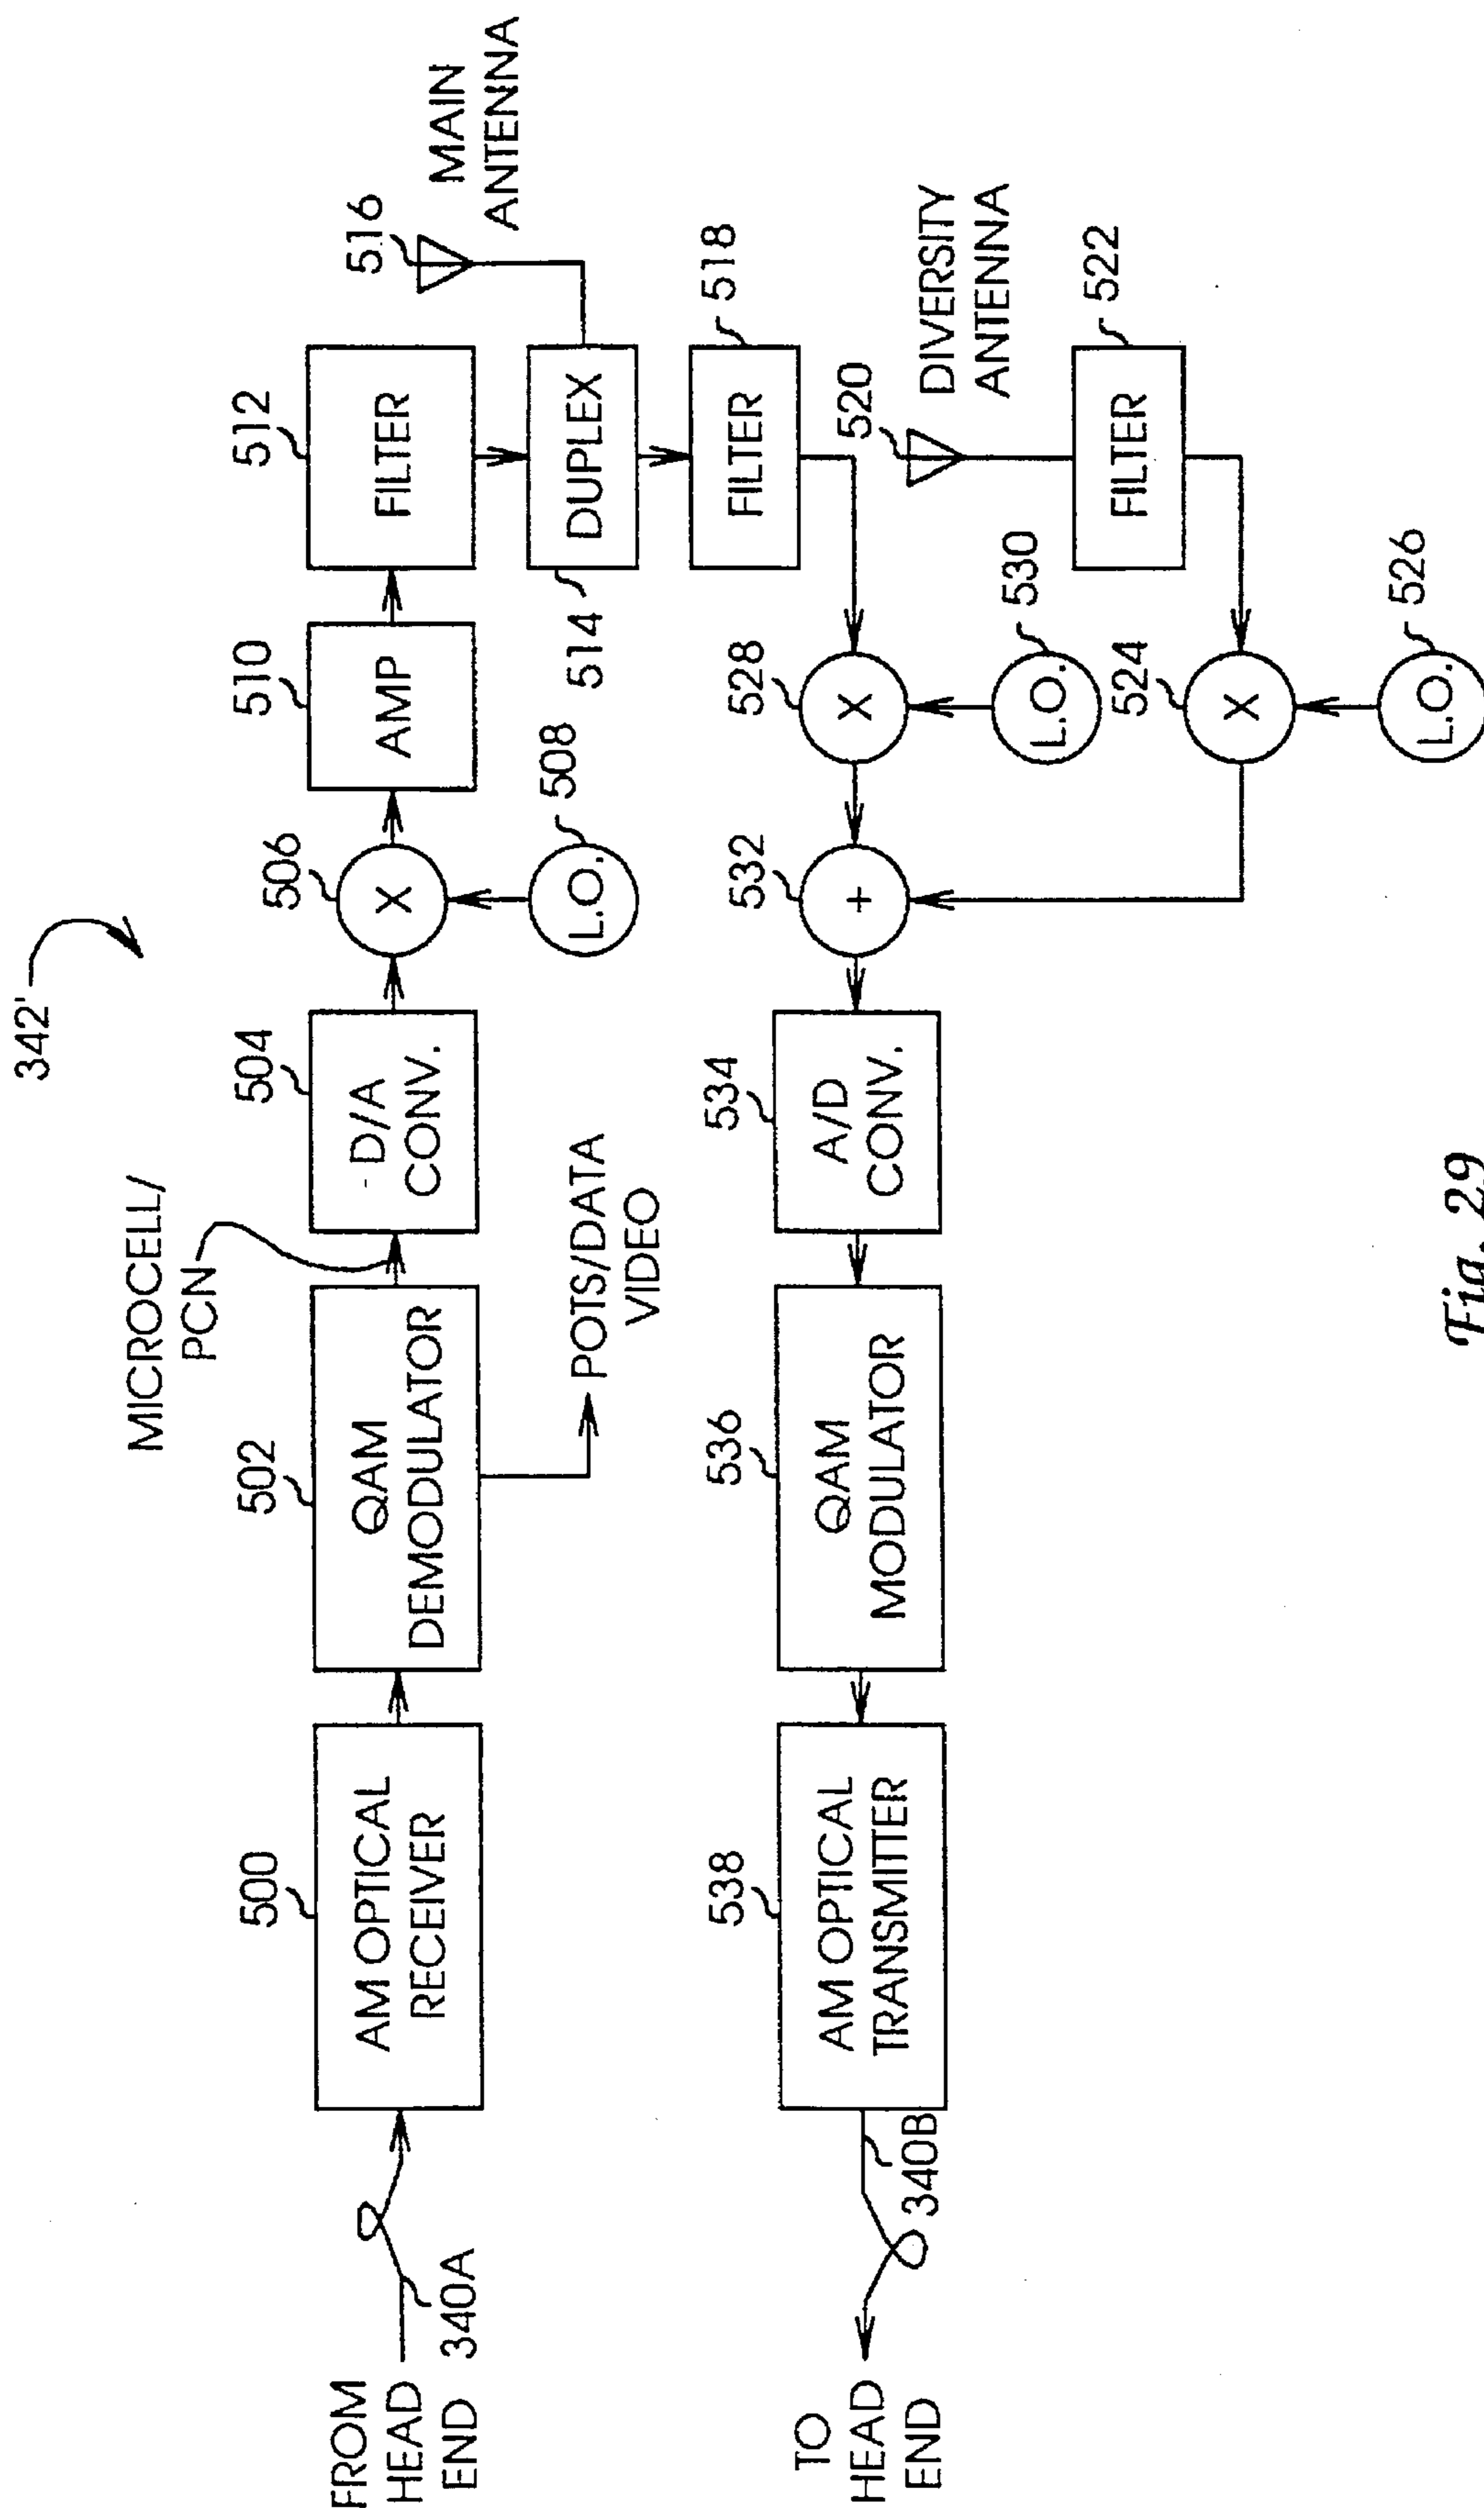 342'
MICROCELL/
PCN
500
AM OPTICAL
RECEIVER
502
QAM
DEMODULATOR
504
D/A
CONV.
506
X
508
L.O.
510
AMP
512
FILTER
516
MAIN
ANTENNA
FROM
HEAD
END
340A
POTS/DATA
VIDEO
514
DUPLEX
518
FILTER
538
AM OPTICAL
TRANSMITTER
536
QAM
MODULATOR
534
A/D
CONV.
532
+
528
X
530
L.O.
520
DIVERSITY
ANTENNA
TO
HEAD
END
340B
524
X
522
FILTER
526
L.O.
Fig. 29